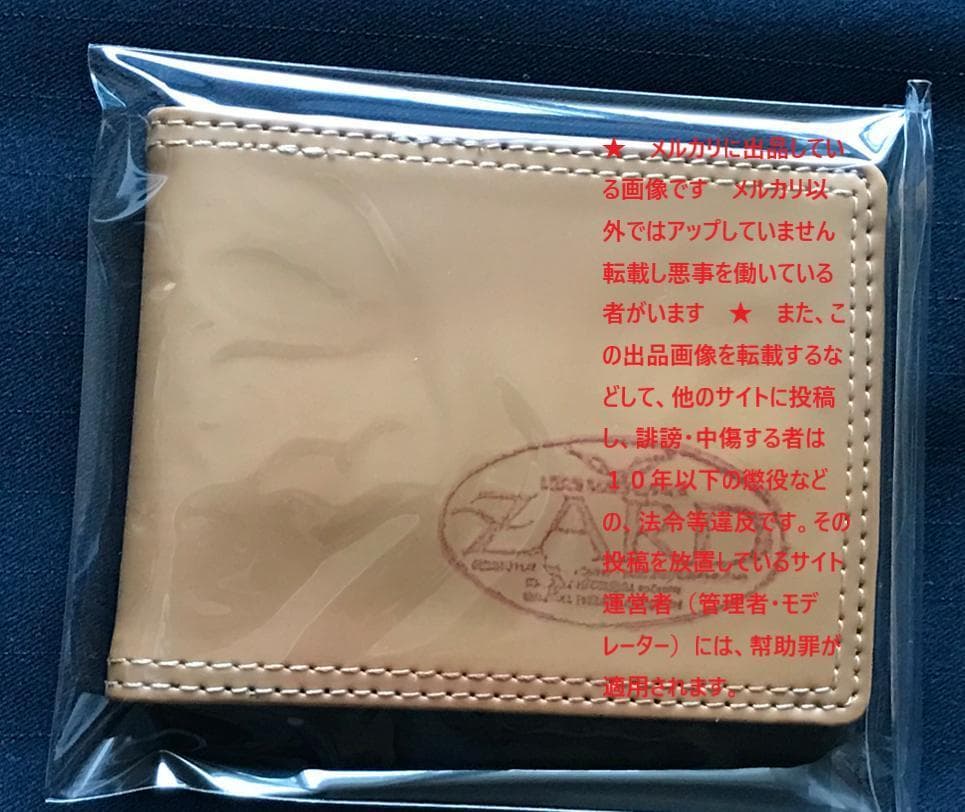 ★　メルカリに出品してい
る画像です　メルカリ以
外ではアップしていません
転載し悪事を働いている
者がいます　★　また、こ
の出品画像を転載するな
どして、他のサイトに投稿
し、誹謗・中傷する者は
１０年以下の懲役など
の、法令等違反です。その
投稿を放置しているサイト
運営者（管理者・モデ
レーター）には、幇助罪が
適用されます。
ZARD